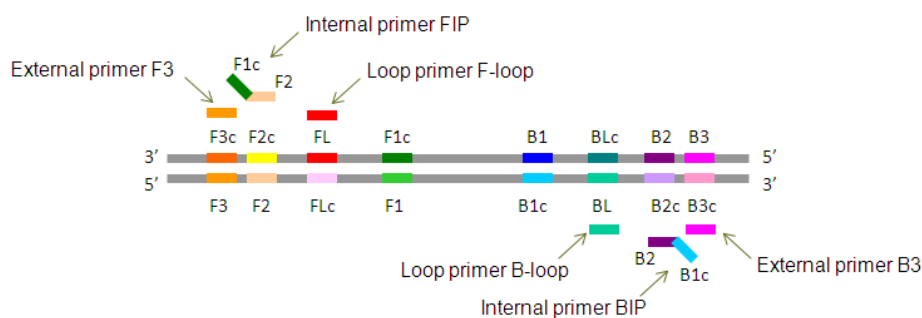 Internal primer FIP
F1c
External primer F3
F2
Loop primer F-loop
F3c F2c FL F1c B1 BLc B2 B3
3’ 5’
5’ 3’
F3 F2 FLc F1 B1c BL B2c B3c
Loop primer B-loop
B2
B1c
External primer B3
Internal primer BIP